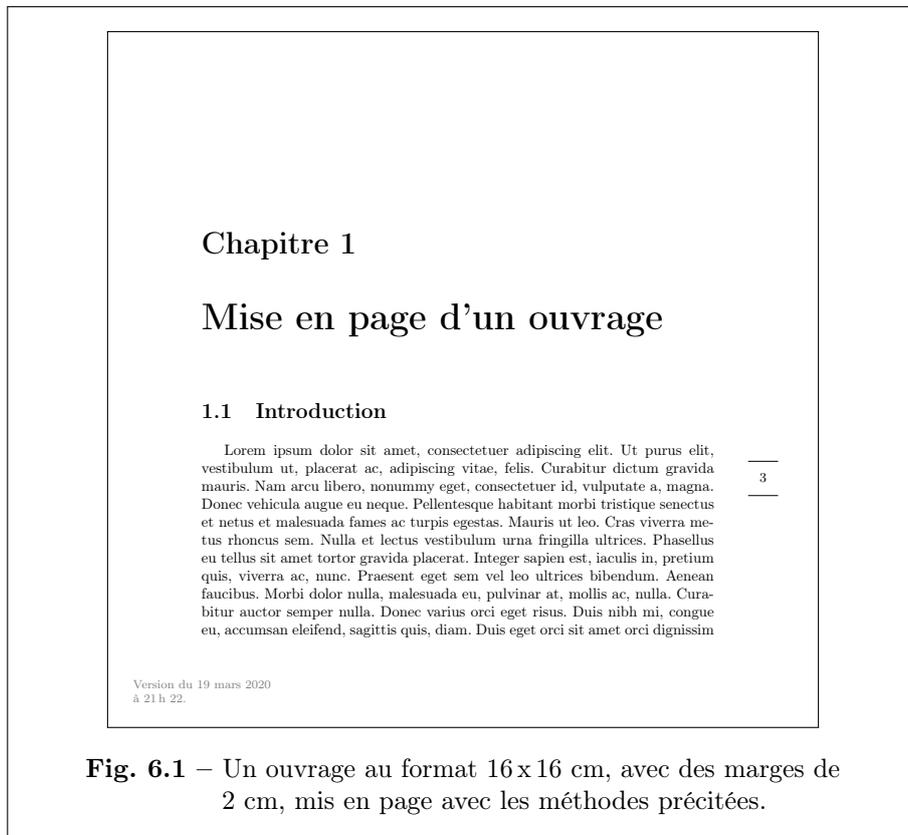 Chapitre 1
Mise en page d'un ouvrage
1.1 Introduction
Lorem ipsum dolor sit amet, consectetuer adipiscing elit. Ut purus elit,
vestibulum ut, placerat ac, adipiscing vitae, felis. Curabitur dictum gravida
mauris. Nam arcu libero, nonummy eget, consectetuer id, vulputate a, magna.
Donec vehicula augue eu neque. Pellentesque habitant morbi tristique senectus
et netus et malesuada fames ac turpis egestas. Mauris ut leo. Cras viverra me-
tus rhoncus sem. Nulla et lectus vestibulum urna fringilla ultrices. Phasellus
eu tellus sit amet tortor gravida placerat. Integer sapien est, iaculis in, pretium
quis, viverra ac, nunc. Praesent eget sem vel leo ultrices bibendum. Aenean
faucibus. Morbi dolor nulla, malesuada eu, pulvinar at, mollis ac, nulla. Cura-
bitur auctor semper nulla. Donec varius orci eget risus. Duis nibh mi, congue
eu, accumsan eleifend, sagittis quis, diam. Duis eget orci sit amet orci dignissim
3
Version du 19 mars 2020
à 21 h 22.
Fig. 6.1 – Un ouvrage au format 16 x 16 cm, avec des marges de
2 cm, mis en page avec les méthodes précitées.